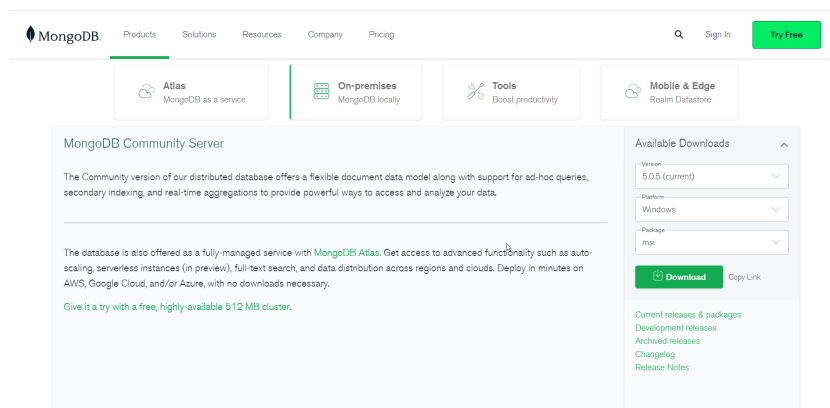 MongoDB.
Products
Solutions
Resources
Company
Pricing
Sign In
Try Free
Atlas
MongoDB as a service
On-premises
MongoDB locally
Tools
Boost productivity
Mobile & Edge
Realm Datastore
MongoDB Community Server
The Community version of our distributed database offers a flexible document data model along with support for ad-hoc queries,
secondary indexing, and real-time aggregations to provide powerful ways to access and analyze your data.
The database is also offered as a fully-managed service with MongoDB Atlas. Get access to advanced functionality such as auto-
scaling, serverless instances (in preview), full-text search, and data distribution across regions and clouds. Deploy in minutes on
AWS, Google Cloud, and/or Azure, with no downloads necessary.
Give it a try with a free, highly-available 512 MB cluster.
Available Downloads
Version
5.0.5 (current)
Platform
Windows
Package
msi
Download
Copy Link
Current releases & packages
Development releases
Archived releases
Changelog
Release Notes